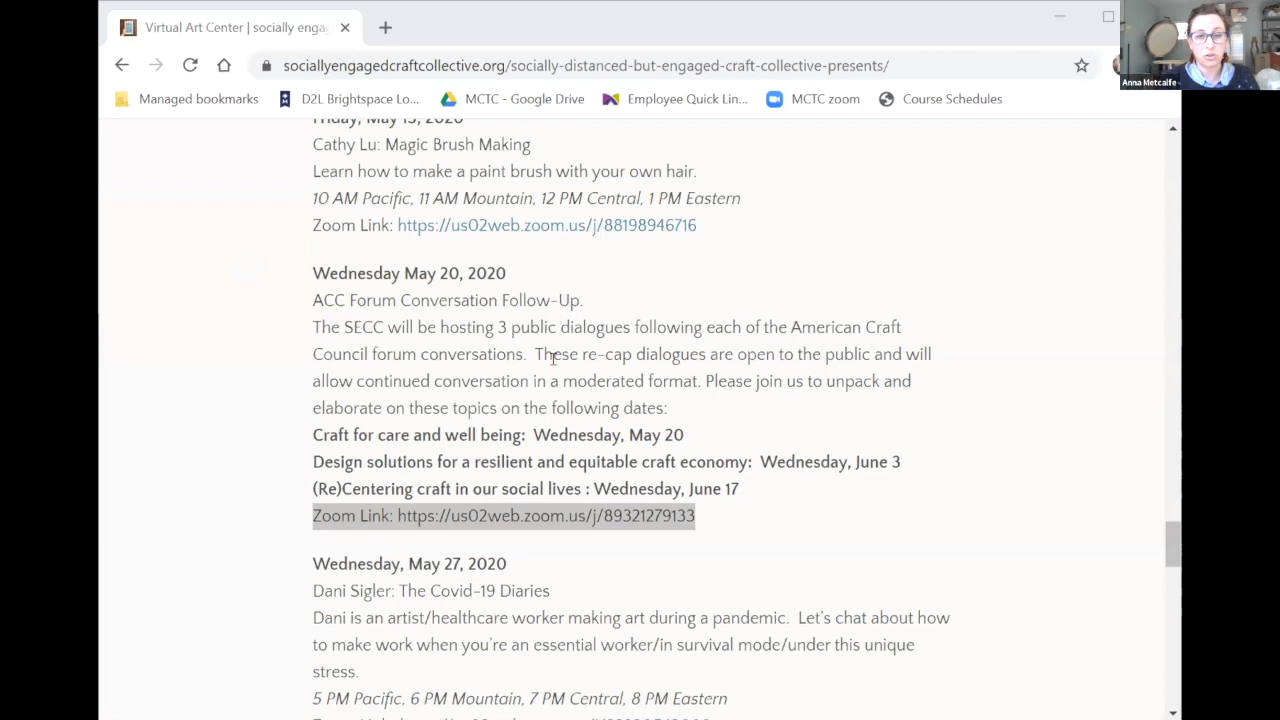 Virtual Art Center | socially enga
sociallyengagedcraftcollective.org/socially-distanced-but-engaged-craft-collective-presents/
Managed bookmarks
D2L Brightspace Lo...
MCTC - Google Drive
Employee Quick Lin...
MCTC zoom
Course Schedules
Anna Metcalfe
Friday, May 15, 2020
Cathy Lu: Magic Brush Making
Learn how to make a paint brush with your own hair.
10 AM Pacific, 11 AM Mountain, 12 PM Central, 1 PM Eastern
Zoom Link: https://us02web.zoom.us/j/88198946716
Wednesday May 20, 2020
ACC Forum Conversation Follow-Up.
The SECC will be hosting 3 public dialogues following each of the American Craft
Council forum conversations. These re-cap dialogues are open to the public and will
allow continued conversation in a moderated format. Please join us to unpack and
elaborate on these topics on the following dates:
Craft for care and well being: Wednesday, May 20
Design solutions for a resilient and equitable craft economy: Wednesday, June 3
(Re)Centering craft in our social lives : Wednesday, June 17
Zoom Link: https://us02web.zoom.us/j/89321279133
Wednesday, May 27, 2020
Dani Sigler: The Covid-19 Diaries
Dani is an artist/healthcare worker making art during a pandemic. Let's chat about how
to make work when you're an essential worker/in survival mode/under this unique
stress.
5 PM Pacific, 6 PM Mountain, 7 PM Central, 8 PM Eastern